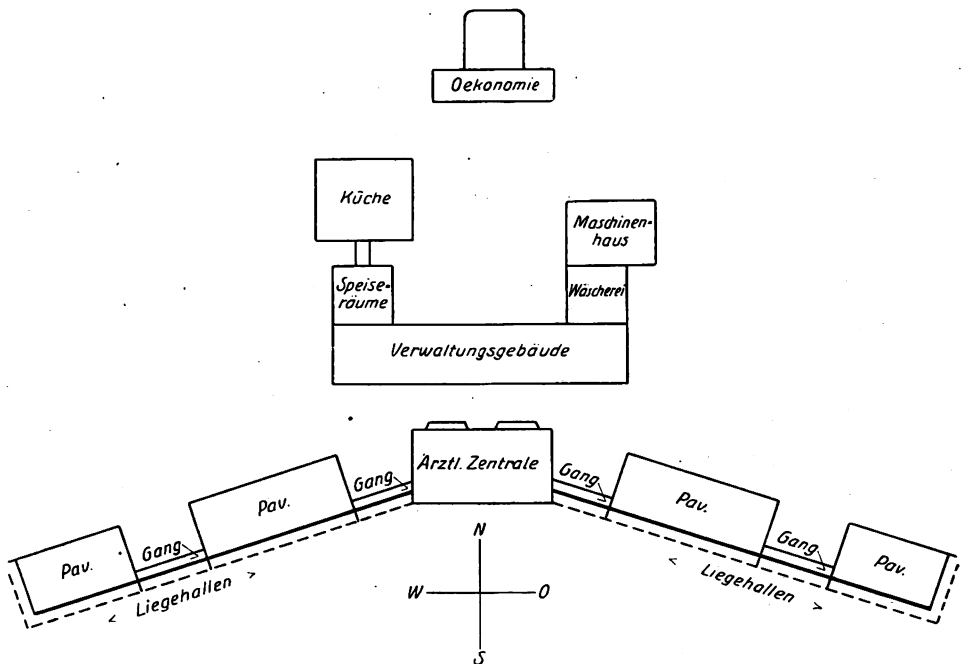 Oekonomie
Küche
Maschinen-
haus
Speise-
räume
Wäscherei
Verwaltungsgebäude
Ärztl. Zentrale
Gang
Gang
Pav.
Pav.
Gang
Gang
Pav.
Pav.
< Liegehallen >
< Liegehallen >
N
W
O
S